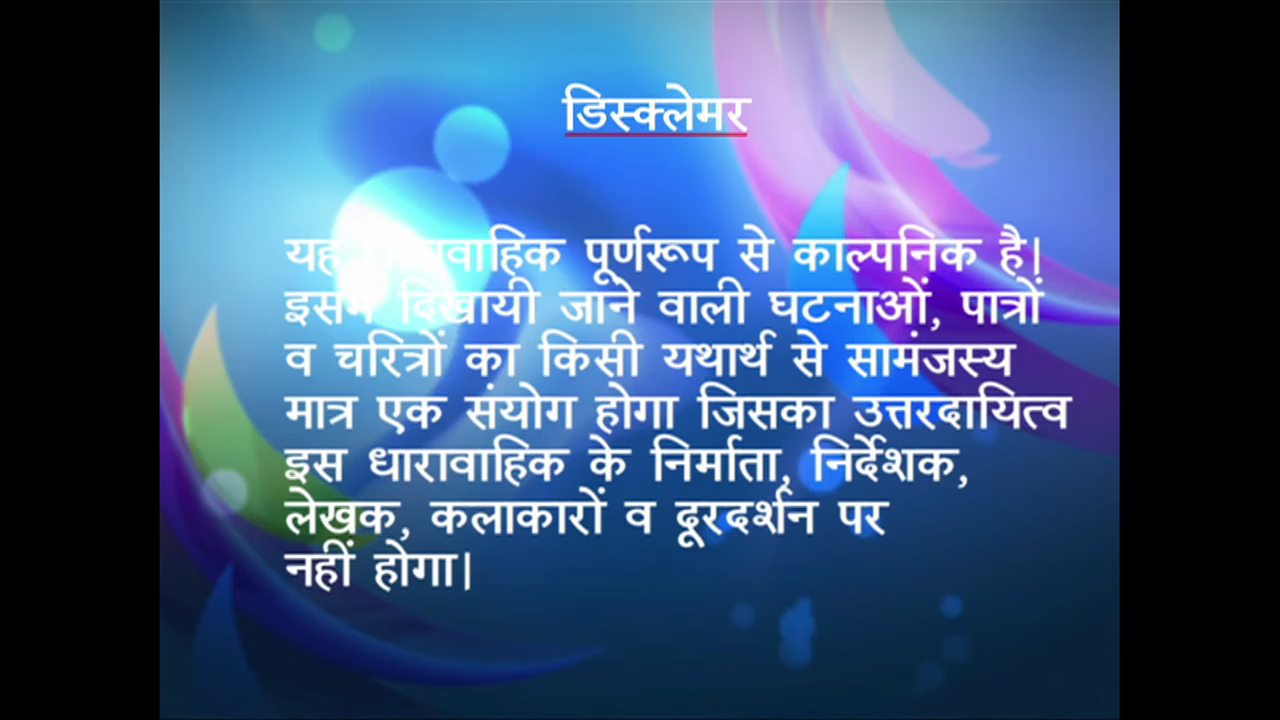 डिस्क्लेमर
यह धारावाहिक पूर्णरूप से काल्पनिक है।
इसमें दिखायी जाने वाली घटनाओं, पात्रों
व चरित्रों का किसी यथार्थ से सामंजस्य
मात्र एक संयोग होगा जिसका उत्तरदायित्व
इस धारावाहिक के निर्माता, निर्देशक,
लेखक, कलाकारों व दूरदर्शन पर
नहीं होगा।